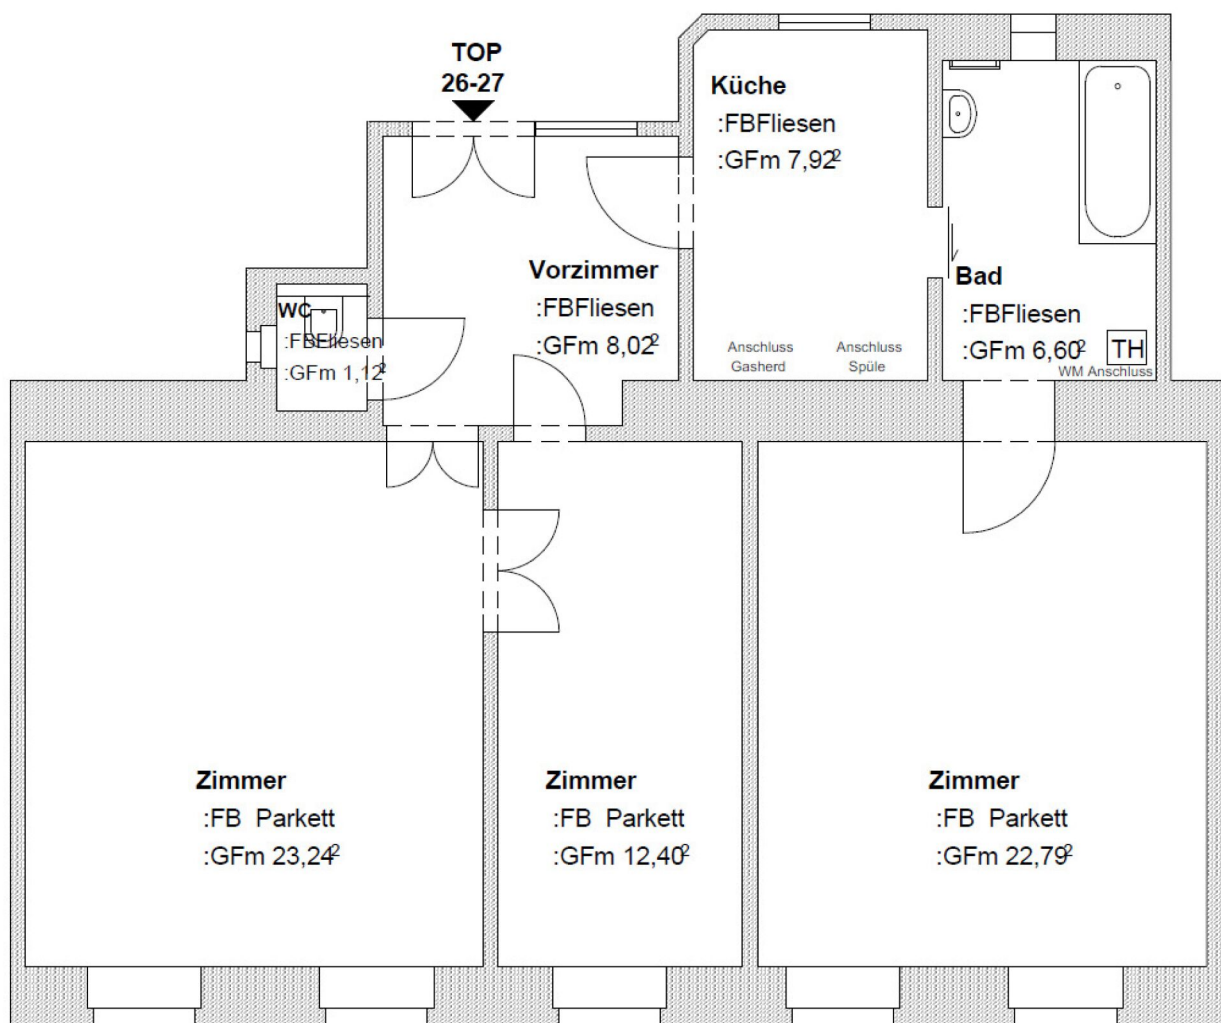 TOP
26-27
Küche
:FBFliesen
:GFm 7,92²
Vorzimmer
:FBFliesen
:GFm 8,02²
Bad
:FBFliesen
:GFm 6,60²
TH
WM Anschluss
WC
:FBFliesen
:GFm 1,12²
Anschluss
Gasherd
Anschluss
Spüle
Zimmer
:FB Parkett
:GFm 23,24²
Zimmer
:FB Parkett
:GFm 12,40²
Zimmer
:FB Parkett
:GFm 22,79²